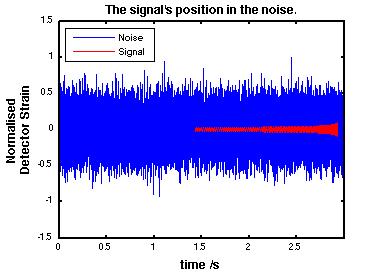 The signal's position in the noise.
Noise
Signal
Normalised
Detector Strain
1.5
1
0.5
0
-0.5
-1
-1.5
0
0.5
1
1.5
2
2.5
time /s